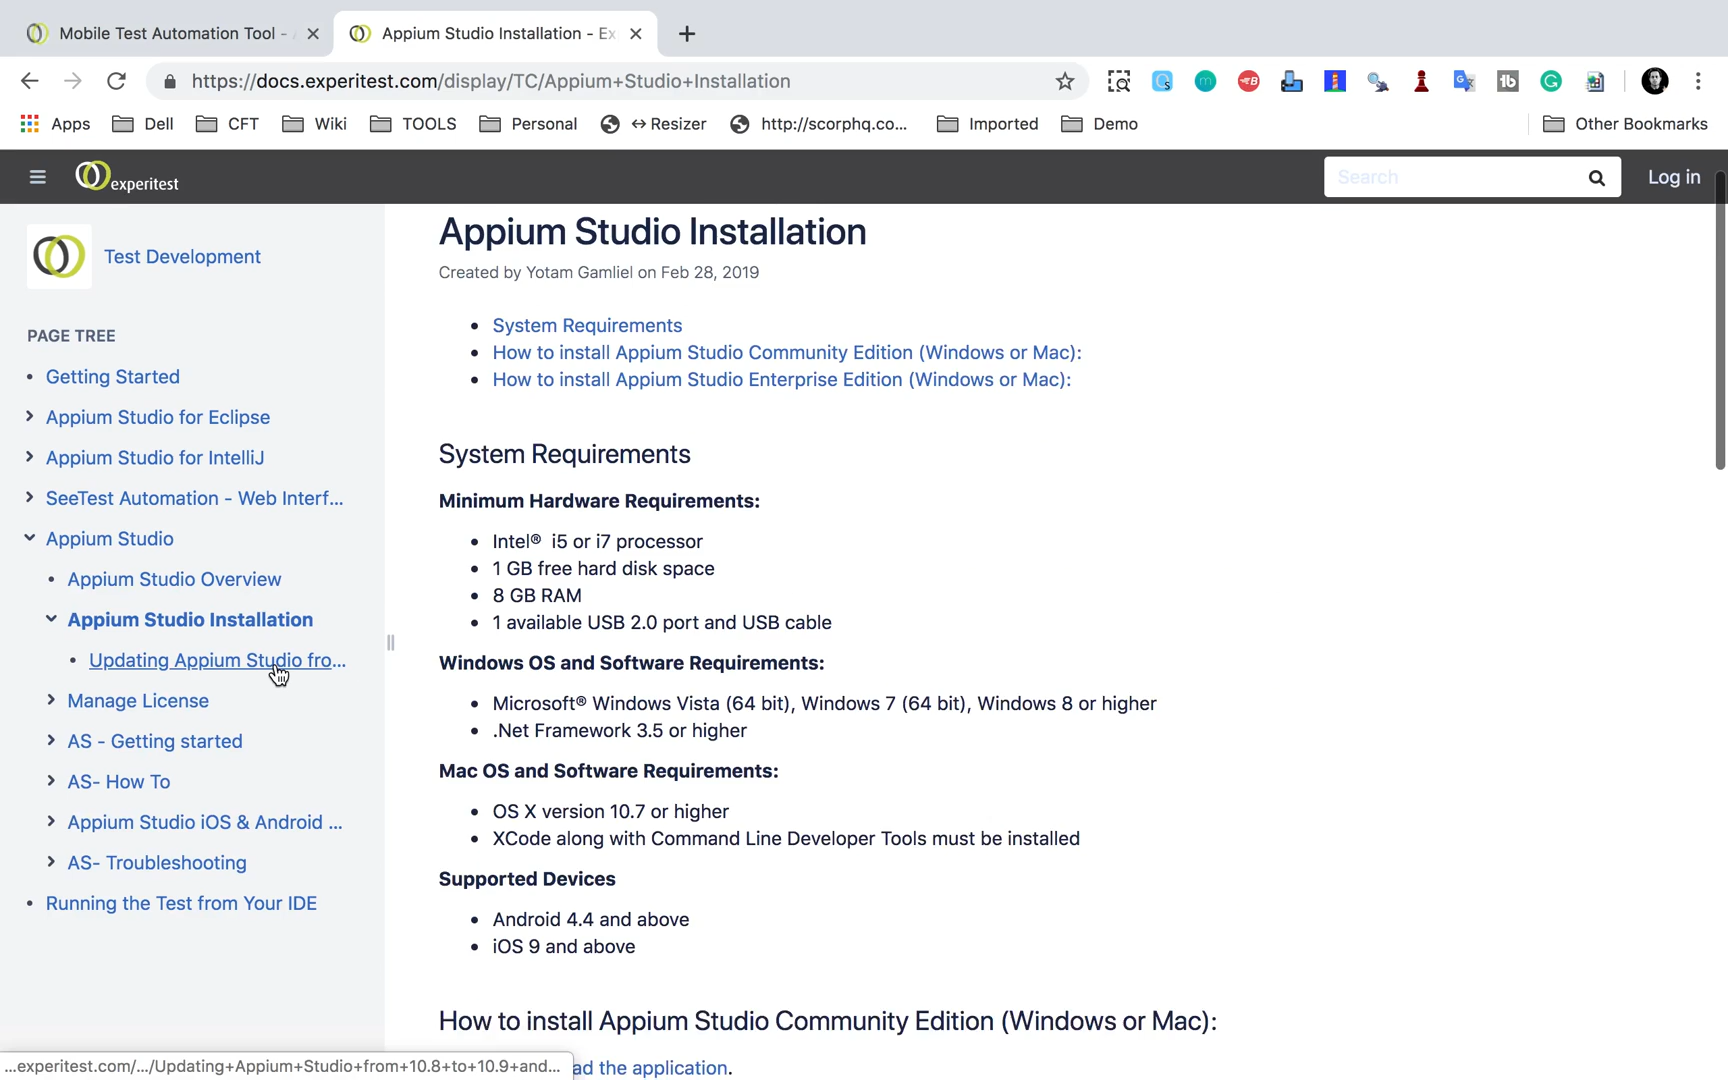 Mobile Test Automation Tool -
Appium Studio Installation - Ex
https://docs.experitest.com/display/TC/Appium+Studio+Installation
Apps
Dell
CFT
Wiki
TOOLS
Personal
↔Resizer
http://scorphq.co...
Imported
Demo
Other Bookmarks
experitest
Search
Log in
Test Development
PAGE TREE
• Getting Started
Appium Studio for Eclipse
Appium Studio for IntelliJ
SeeTest Automation - Web Interf...
Appium Studio
• Appium Studio Overview
Appium Studio Installation
• Updating Appium Studio fro...
Manage License
AS - Getting started
AS- How To
Appium Studio iOS & Android ...
AS- Troubleshooting
• Running the Test from Your IDE
...experitest.com/.../Updating+Appium+Studio+from+10.8+to+10.9+and...
Appium Studio Installation
Created by Yotam Gamliel on Feb 28, 2019
• System Requirements
• How to install Appium Studio Community Edition (Windows or Mac):
• How to install Appium Studio Enterprise Edition (Windows or Mac):
System Requirements
Minimum Hardware Requirements:
• Intel® i5 or i7 processor
• 1 GB free hard disk space
• 8 GB RAM
• 1 available USB 2.0 port and USB cable
Windows OS and Software Requirements:
• Microsoft® Windows Vista (64 bit), Windows 7 (64 bit), Windows 8 or higher
• .Net Framework 3.5 or higher
Mac OS and Software Requirements:
• OS X version 10.7 or higher
• XCode along with Command Line Developer Tools must be installed
Supported Devices
• Android 4.4 and above
• iOS 9 and above
How to install Appium Studio Community Edition (Windows or Mac):
ad the application.